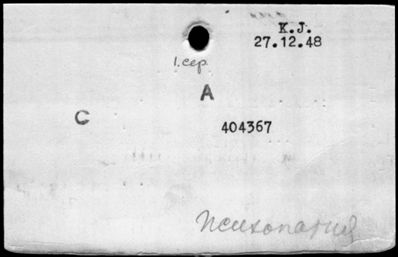 K.J.
27.12.48
1. сер.
A
C
404367
психопатия